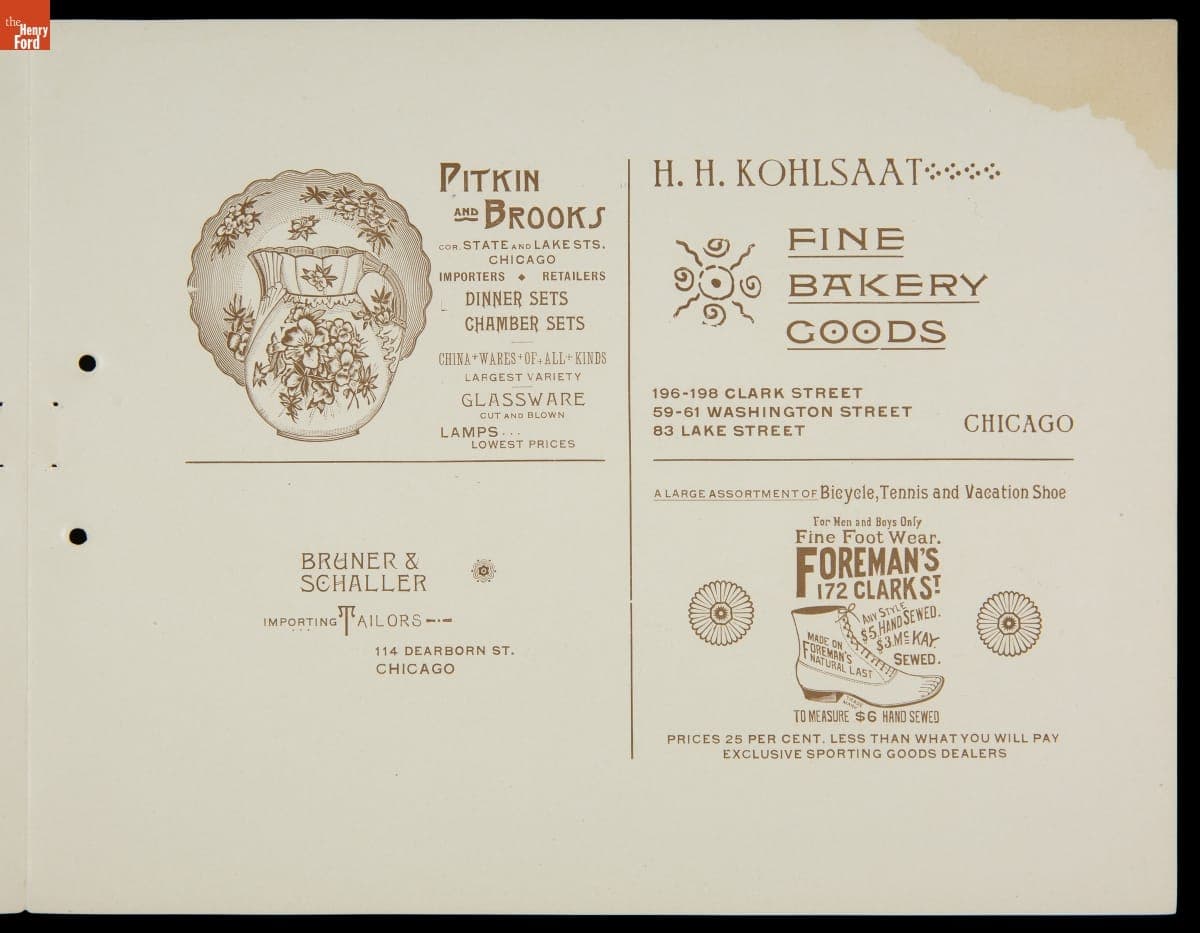 the
Henry
Ford
PITKIN
AND BROOKS
COR. STATE AND LAKE STS.
CHICAGO
IMPORTERS ◆ RETAILERS
DINNER SETS
CHAMBER SETS
CHINA + WARES + OF + ALL + KINDS
LARGEST VARIETY
GLASSWARE
CUT AND BLOWN
LAMPS...
LOWEST PRICES
H. H. KOHLSAAT
FINE
BAKERY
GOODS
196-198 CLARK STREET
59-61 WASHINGTON STREET
83 LAKE STREET
CHICAGO
BRUNER &
SCHALLER
IMPORTING TAILORS
114 DEARBORN ST.
CHICAGO
A LARGE ASSORTMENT OF Bicycle, Tennis and Vacation Shoe
For Men and Boys Only
Fine Foot Wear.
FOREMAN'S
172 CLARK ST
ANY STYLE
$5. HAND SEWED.
$3. McKAY
SEWED.
MADE ON
FOREMAN'S
NATURAL LAST
TRADE
MARK
TO MEASURE $6 HAND SEWED
PRICES 25 PER CENT. LESS THAN WHAT YOU WILL PAY
EXCLUSIVE SPORTING GOODS DEALERS